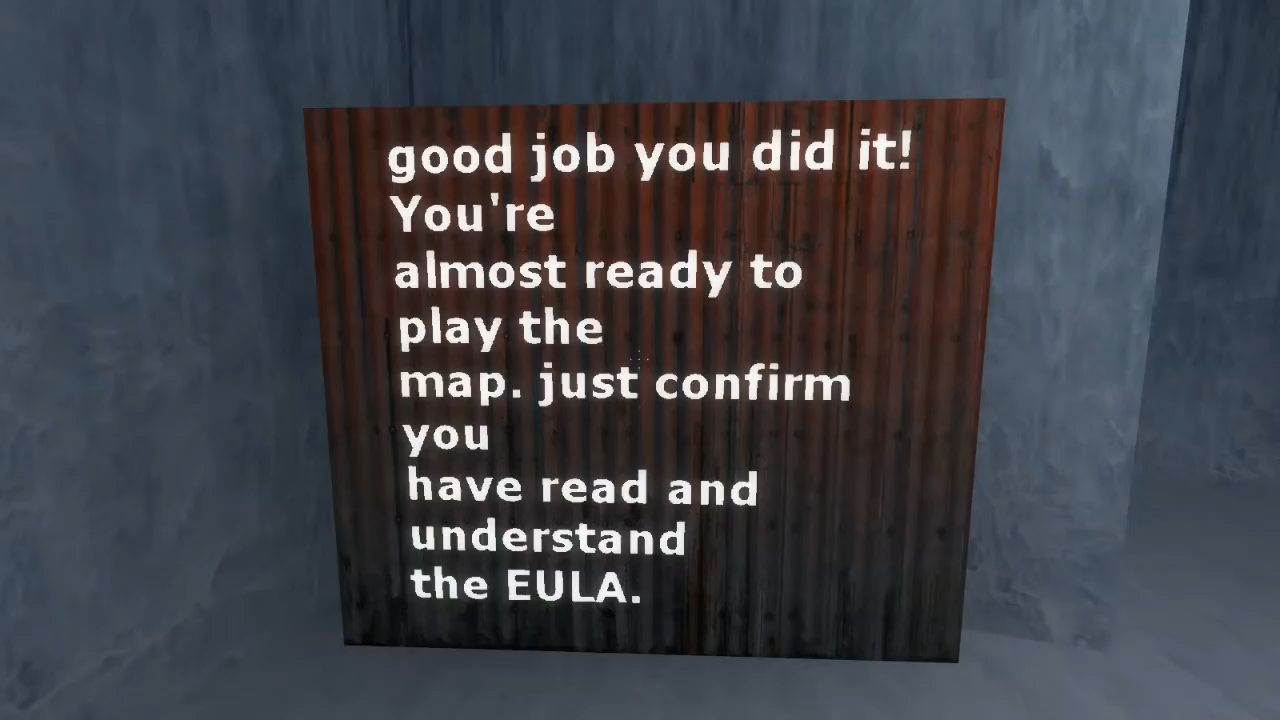 good job you did it!
You're
almost ready to
play the
map. just confirm
you
have read and
understand
the EULA.